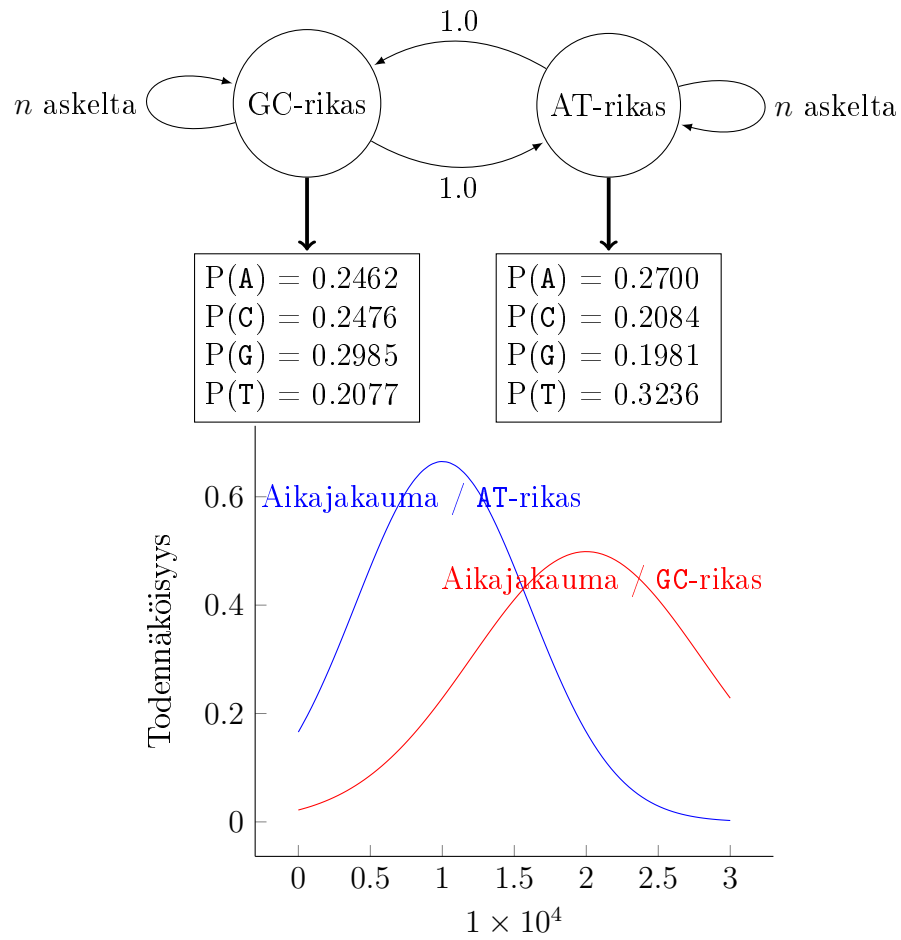 1.0
n askelta
GC-rikas
AT-rikas
n askelta
1.0
P(A) = 0.2462
P(C) = 0.2476
P(G) = 0.2985
P(T) = 0.2077
P(A) = 0.2700
P(C) = 0.2084
P(G) = 0.1981
P(T) = 0.3236
Aikajakauma / AT-rikas
Aikajakauma / GC-rikas
Todennäköisyys
0.6
0.4
0.2
0
0 0.5 1 1.5 2 2.5 3
1 × 10⁴